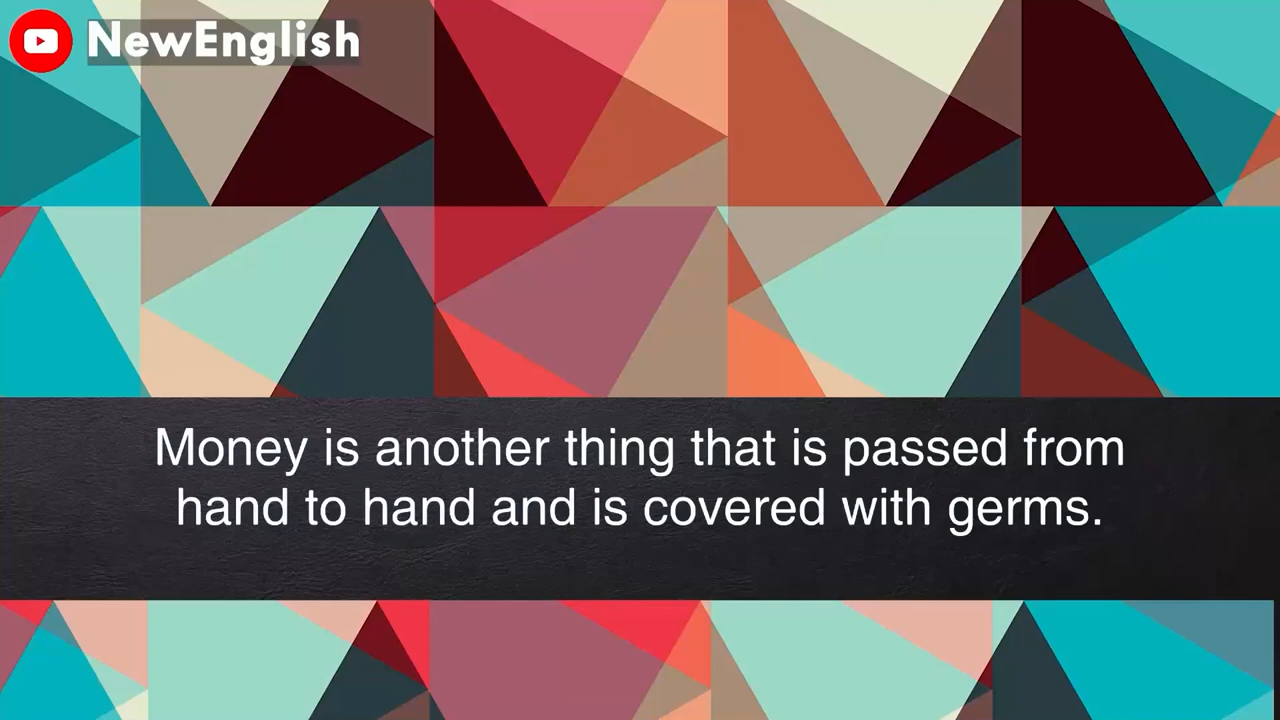 NewEnglish
Money is another thing that is passed from
hand to hand and is covered with germs.